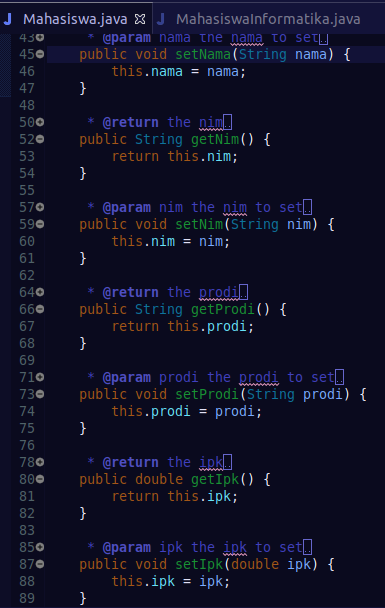 Mahasiswa.java
MahasiswaInformatika.java
43 * @param nama the nama to set
45 public void setNama(String nama) {
46 this.nama = nama;
47 }
48
50 * @return the nim
52 public String getNim() {
53 return this.nim;
54 }
55
57 * @param nim the nim to set
59 public void setNim(String nim) {
60 this.nim = nim;
61 }
62
64 * @return the prodi
66 public String getProdi() {
67 return this.prodi;
68 }
69
71 * @param prodi the prodi to set
73 public void setProdi(String prodi) {
74 this.prodi = prodi;
75 }
76
78 * @return the ipk
80 public double getIpk() {
81 return this.ipk;
82 }
83
85 * @param ipk the ipk to set
87 public void setIpk(double ipk) {
88 this.ipk = ipk;
89 }